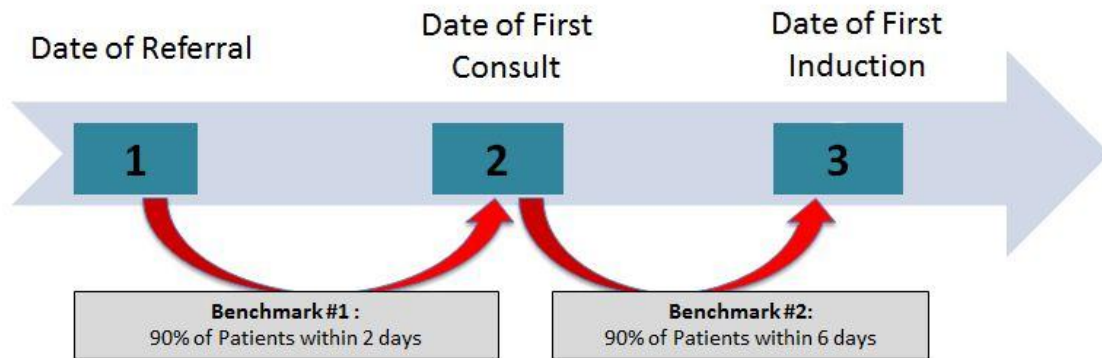 Date of Referral
Date of First
Consult
Date of First
Induction
1
2
3
Benchmark #1 :
90% of Patients within 2 days
Benchmark #2:
90% of Patients within 6 days